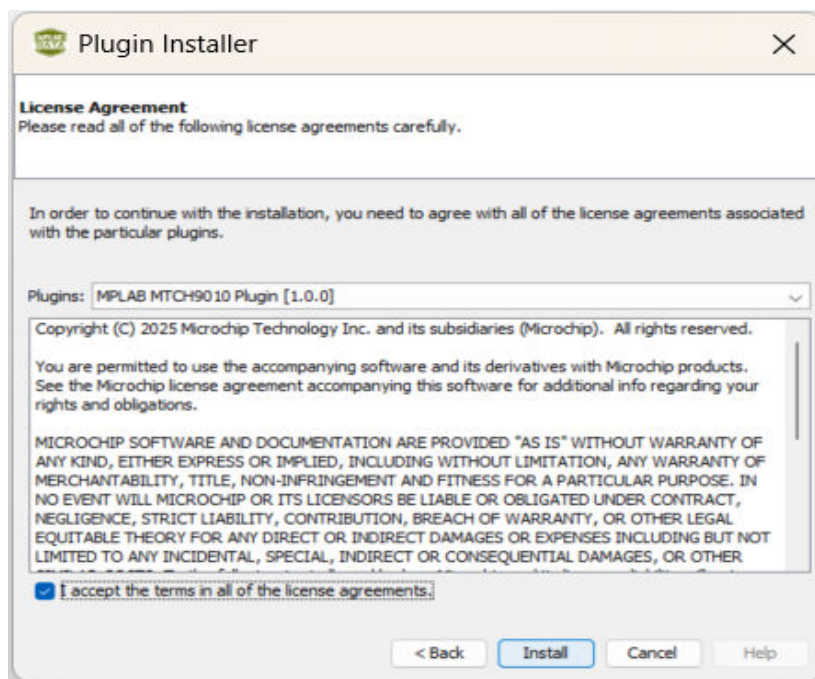 MPLAB
DATA
Plugin Installer
License Agreement
Please read all of the following license agreements carefully.
In order to continue with the installation, you need to agree with all of the license agreements associated
with the particular plugins.
Plugins: MPLAB MTCH9010 Plugin [1.0.0]
Copyright (C) 2025 Microchip Technology Inc. and its subsidiaries (Microchip). All rights reserved.
You are permitted to use the accompanying software and its derivatives with Microchip products.
See the Microchip license agreement accompanying this software for additional info regarding your
rights and obligations.
MICROCHIP SOFTWARE AND DOCUMENTATION ARE PROVIDED "AS IS" WITHOUT WARRANTY OF
ANY KIND, EITHER EXPRESS OR IMPLIED, INCLUDING WITHOUT LIMITATION, ANY WARRANTY OF
MERCHANTABILITY, TITLE, NON-INFRINGEMENT AND FITNESS FOR A PARTICULAR PURPOSE. IN
NO EVENT WILL MICROCHIP OR ITS LICENSORS BE LIABLE OR OBLIGATED UNDER CONTRACT,
NEGLIGENCE, STRICT LIABILITY, CONTRIBUTION, BREACH OF WARRANTY, OR OTHER LEGAL
EQUITABLE THEORY FOR ANY DIRECT OR INDIRECT DAMAGES OR EXPENSES INCLUDING BUT NOT
LIMITED TO ANY INCIDENTAL, SPECIAL, INDIRECT OR CONSEQUENTIAL DAMAGES, OR OTHER
I accept the terms in all of the license agreements.
< Back Install Cancel Help